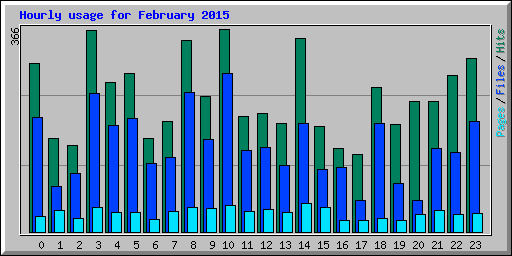 Hourly usage for February 2015
366
Pages/Files/Hits
0 1 2 3 4 5 6 7 8 9 10 11 12 13 14 15 16 17 18 19 20 21 22 23